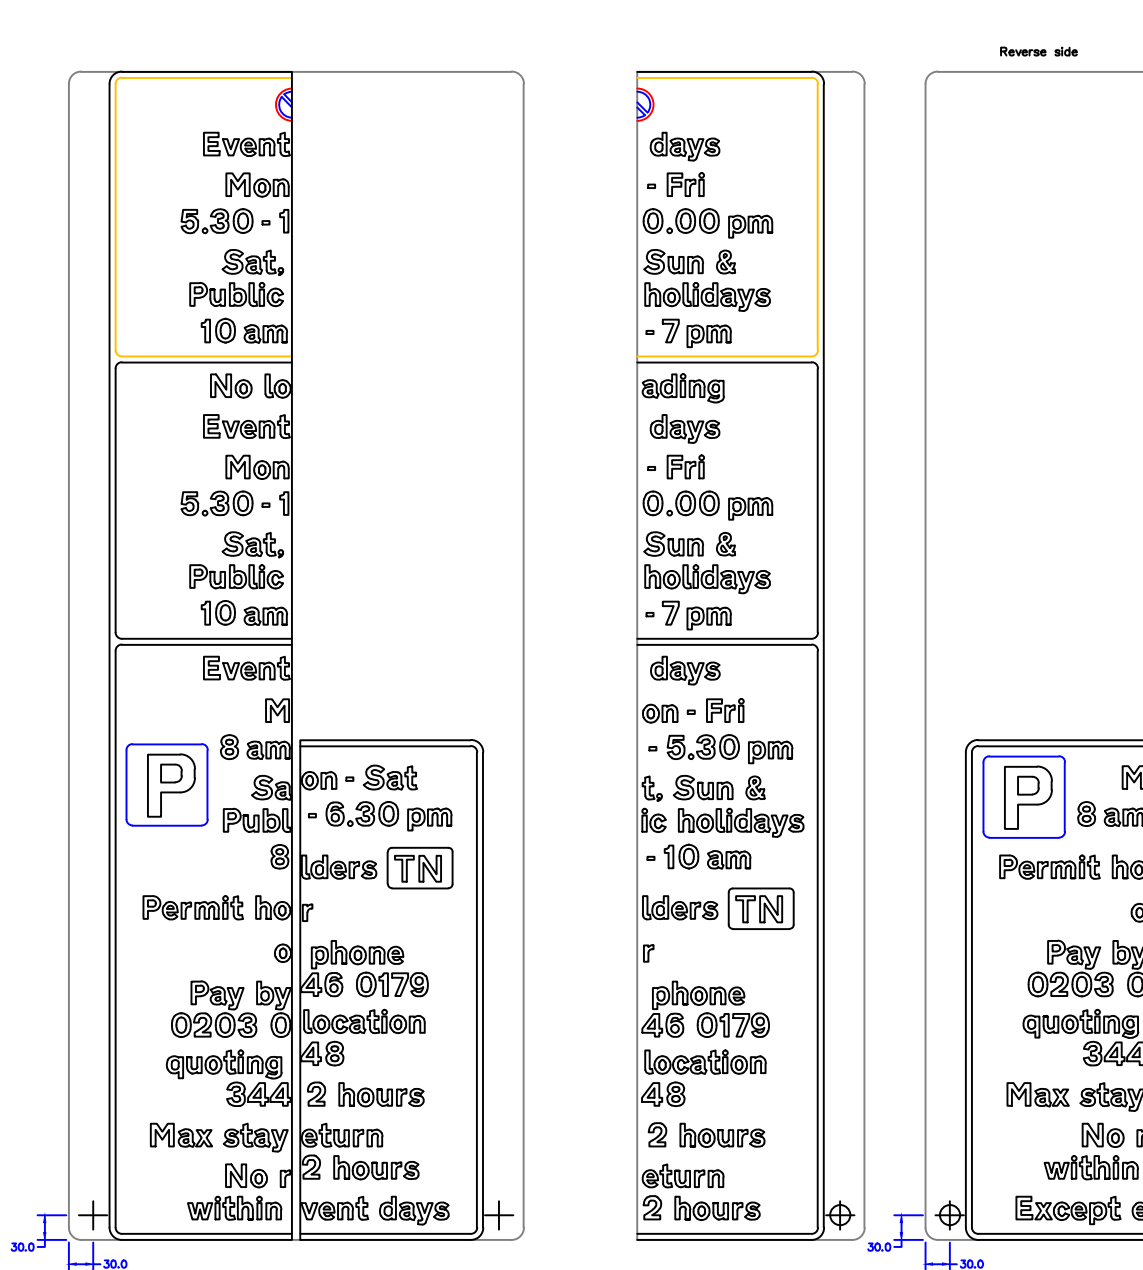 Reverse side
Event
Mon
5.30 - 1
Sat,
Public
10 am
No lo
Event
Mon
5.30 - 1
Sat,
Public
10 am
Event
M
8 am
P
Sa
Publ
8
Permit ho
o
Pay by
0203 0
quoting
344
Max stay
No r
within
on - Sat
- 6.30 pm
lders TN
r
phone
46 0179
location
48
2 hours
eturn
2 hours
vent days
30.0
30.0
days
- Fri
0.00 pm
Sun &
holidays
- 7 pm
ading
days
- Fri
0.00 pm
Sun &
holidays
- 7 pm
days
on - Fri
- 5.30 pm
t, Sun &
ic holidays
- 10 am
lders TN
r
phone
46 0179
location
48
2 hours
eturn
2 hours
P
M
8 am
Permit ho
o
Pay by
0203 0
quoting
344
Max stay
No r
within
Except e
30.0
30.0